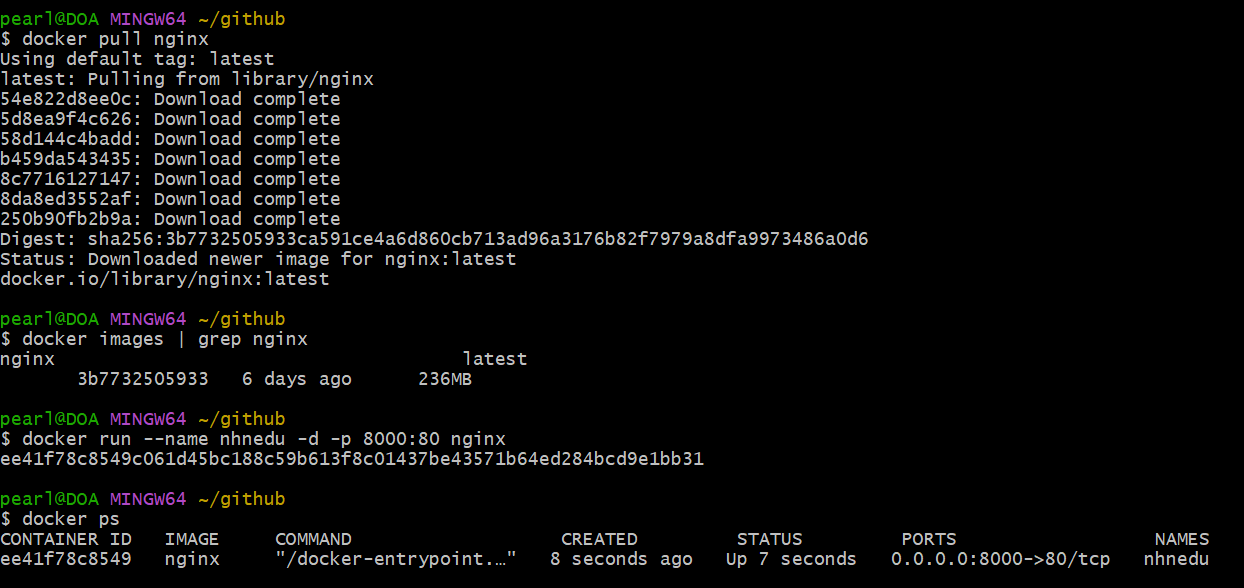 pearl@DOA MINGW64 ~/github
$ docker pull nginx
Using default tag: latest
latest: Pulling from library/nginx
54e822d8ee0c: Download complete
5d8ea9f4c626: Download complete
58d144c4badd: Download complete
b459da543435: Download complete
8c7716127147: Download complete
8da8ed3552af: Download complete
250b90fb2b9a: Download complete
Digest: sha256:3b7732505933ca591ce4a6d860cb713ad96a3176b82f7979a8dfa9973486a0d6
Status: Downloaded newer image for nginx:latest
docker.io/library/nginx:latest
pearl@DOA MINGW64 ~/github
$ docker images | grep nginx
nginx                                     latest
       3b7732505933   6 days ago      236MB
pearl@DOA MINGW64 ~/github
$ docker run --name nhnedu -d -p 8000:80 nginx
ee41f78c8549c061d45bc188c59b613f8c01437be43571b64ed284bcd9e1bb31
pearl@DOA MINGW64 ~/github
$ docker ps
CONTAINER ID   IMAGE     COMMAND                   CREATED         STATUS         PORTS                  NAMES
ee41f78c8549   nginx     "/docker-entrypoint.…"   8 seconds ago   Up 7 seconds   0.0.0.0:8000->80/tcp   nhnedu